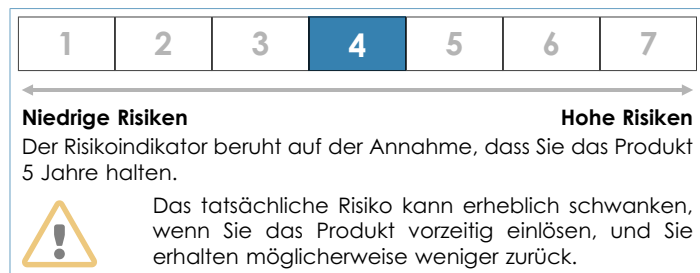 1 2 3 4 5 6 7
Niedrige Risiken Hohe Risiken
Der Risikoindikator beruht auf der Annahme, dass Sie das Produkt
5 Jahre halten.
Das tatsächliche Risiko kann erheblich schwanken,
wenn Sie das Produkt vorzeitig einlösen, und Sie
erhalten möglicherweise weniger zurück.